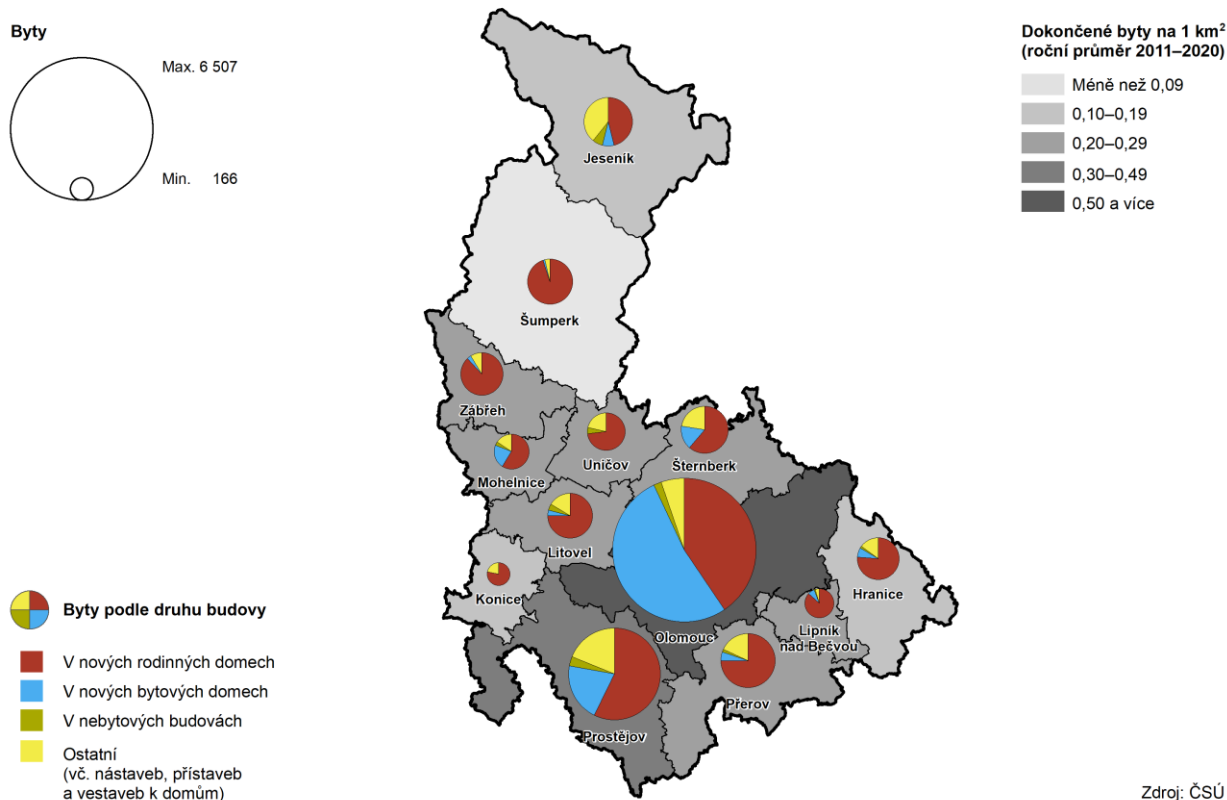 Byty
Max. 6 507
Min. 166
Dokončené byty na 1 km²
(roční průměr 2011–2020)
Méně než 0,09
0,10–0,19
0,20–0,29
0,30–0,49
0,50 a více
Jeseník
Šumperk
Zábřeh
Uničov
Šternberk
Mohelnice
Litovel
Konice
Hranice
Olomouc
Lipník
nad Bečvou
Přerov
Prostějov
Byty podle druhu budovy
V nových rodinných domech
V nových bytových domech
V nebytových budovách
Ostatní
(vč. nástaveb, přístaveb
a vestaveb k domům)
Zdroj: ČSÚ